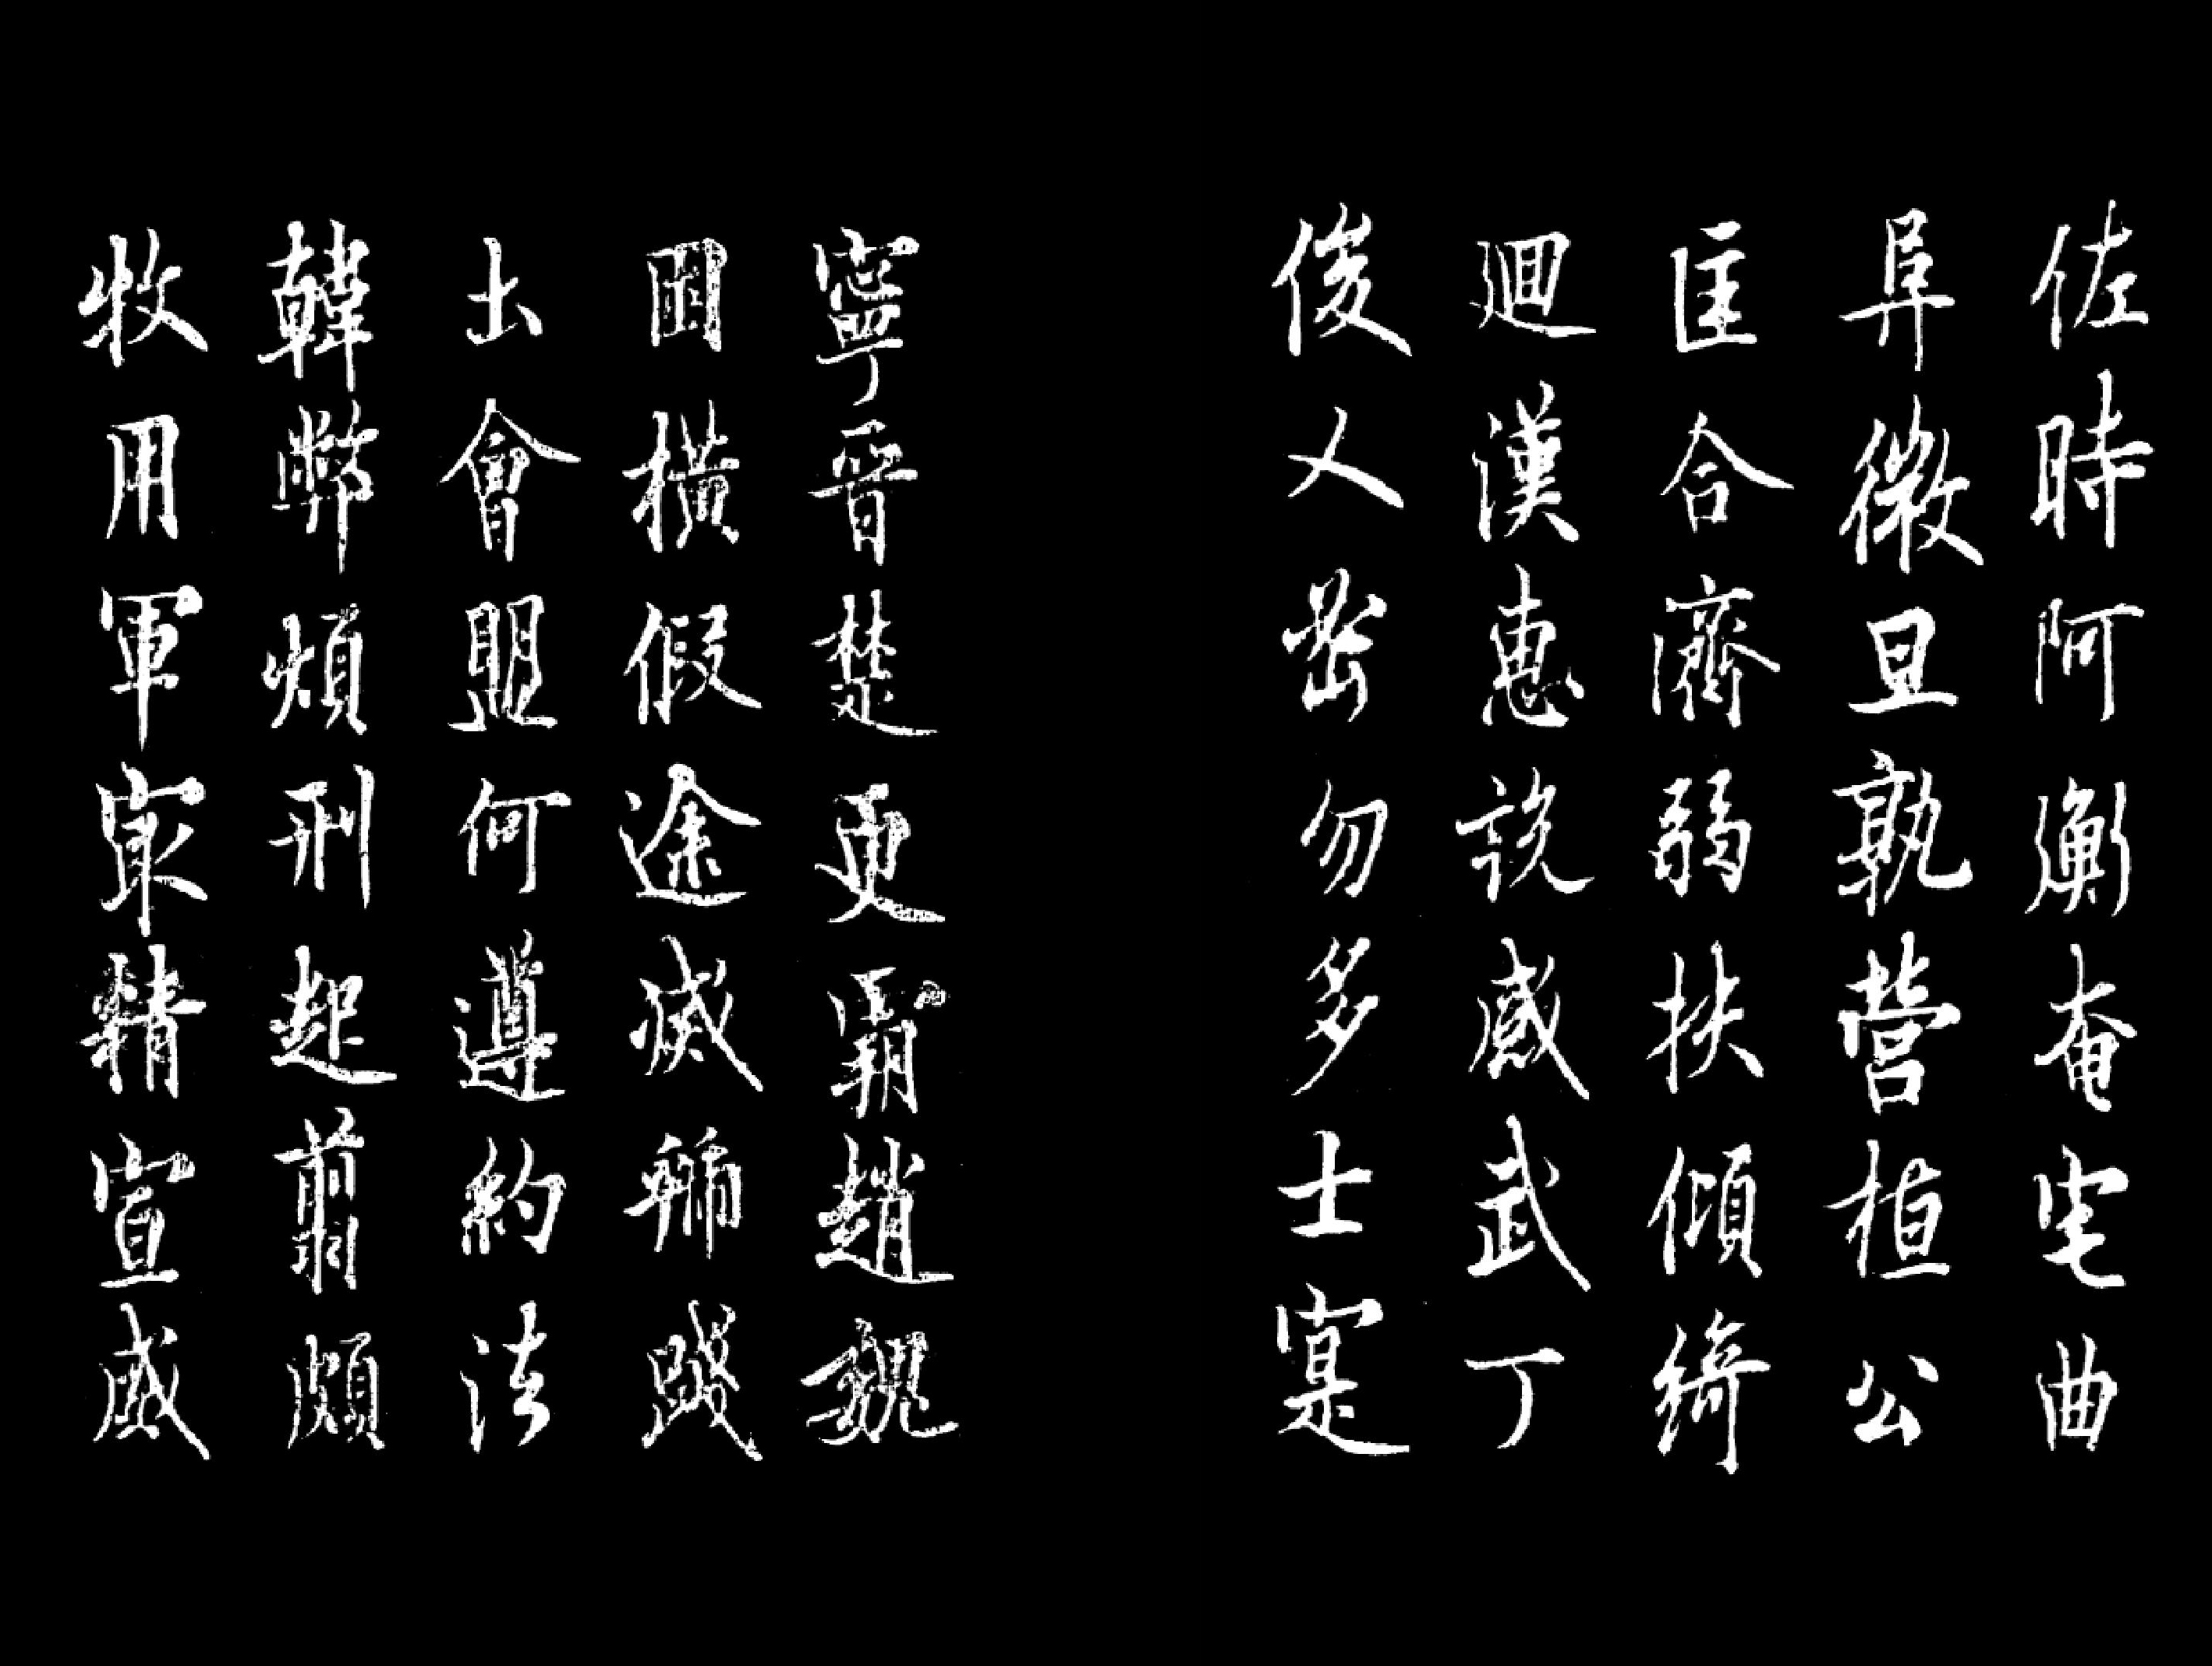 佐時阿衡奄宅曲
阜微旦孰營桓公
匡合濟弱扶傾綺
迴漢惠說感武丁
俊乂密勿多士寔
寧晉楚更霸趙魏
困橫假途滅虢踐
土會盟何遵約法
韓弊煩刑起翦頗
牧用軍最精宣威